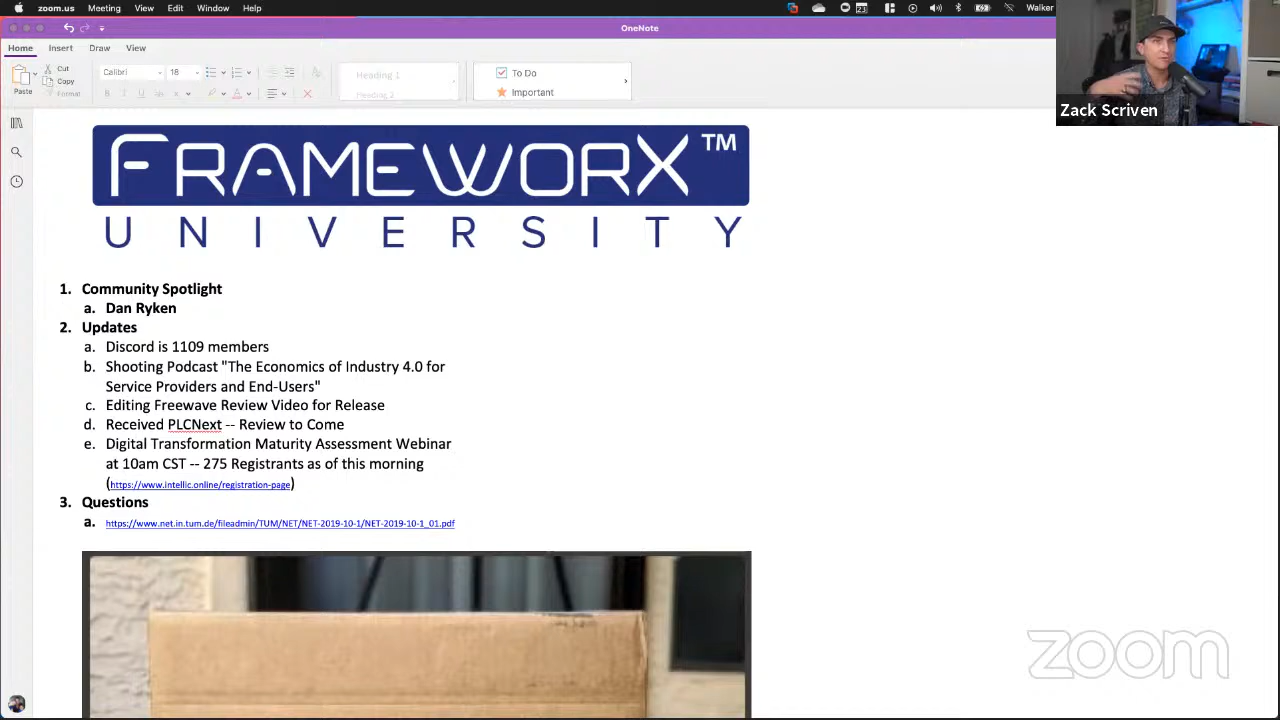 zoom.us Meeting View Edit Window Help Walker
OneNote
Home Insert Draw View
Paste Cut Copy Format
Calibri 18
Heading 1
Heading 2
To Do
Important
Zack Scriven
FRAMEWORX™
UNIVERSITY
1. Community Spotlight
a. Dan Ryken
2. Updates
a. Discord is 1109 members
b. Shooting Podcast "The Economics of Industry 4.0 for
Service Providers and End-Users"
c. Editing Freewave Review Video for Release
d. Received PLCNext -- Review to Come
e. Digital Transformation Maturity Assessment Webinar
at 10am CST -- 275 Registrants as of this morning
(https://www.intellic.online/registration-page)
3. Questions
a. https://www.net.in.tum.de/fileadmin/TUM/NET/NET-2019-10-1/NET-2019-10-1_01.pdf
zoom